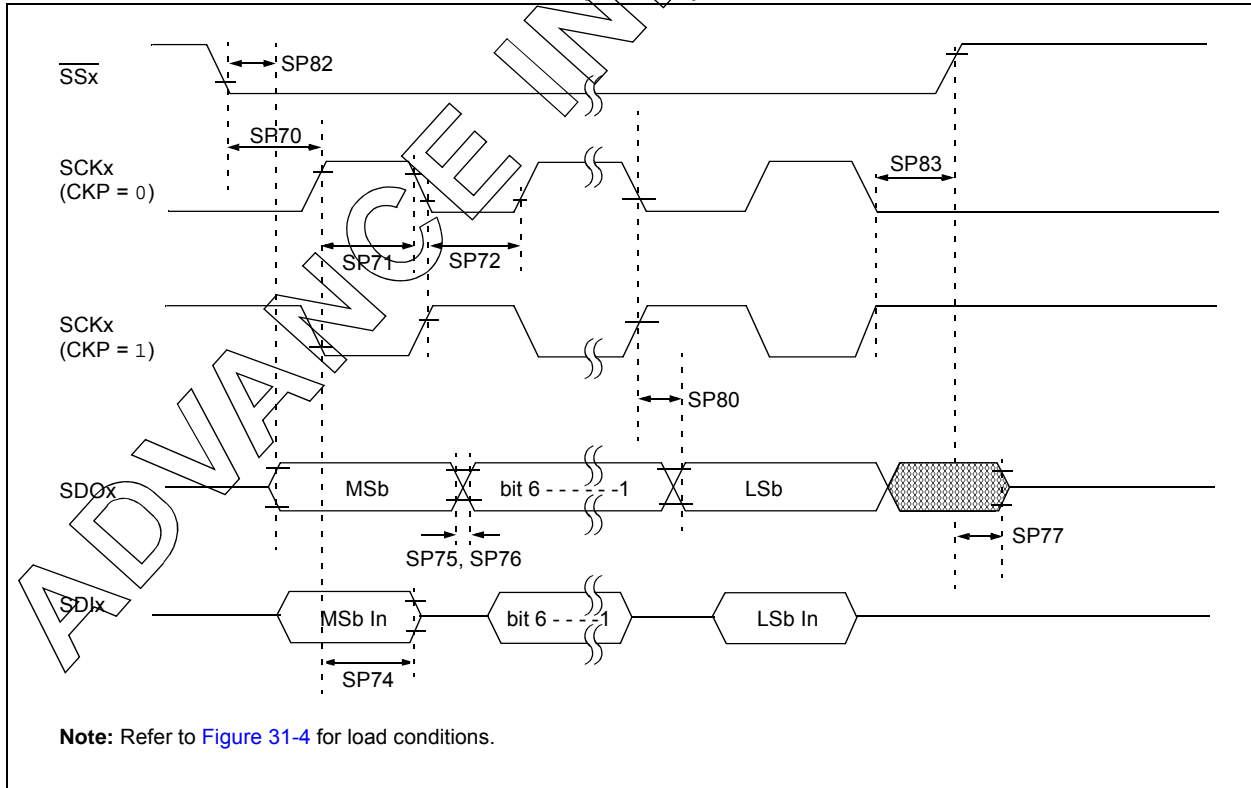 SSx
SP82
SP70
SCKx
(CKP = 0)
SP83
SP71
SP72
SCKx
(CKP = 1)
SP80
SDOx
MSb
bit 6 - - - - - -1
LSb
SP77
SP75, SP76
SDIx
MSb In
bit 6 - - - -1
LSb In
SP74
Note: Refer to Figure 31-4 for load conditions.
ADVANCE IN